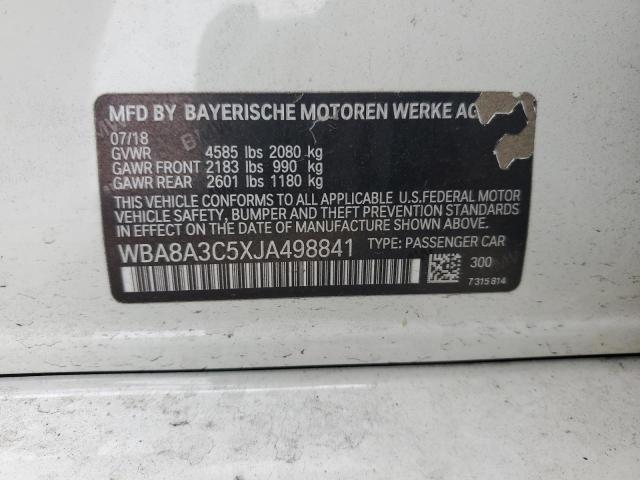 MFD BY BAYERISCHE MOTOREN WERKE AG
07/18
GVWR 4585 lbs 2080 kg
GAWR FRONT 2183 lbs 990 kg
GAWR REAR 2601 lbs 1180 kg
THIS VEHICLE CONFORMS TO ALL APPLICABLE U.S.FEDERAL MOTOR
VEHICLE SAFETY, BUMPER AND THEFT PREVENTION STANDARDS
IN EFFECT ON THE DATE OF MANUFACTURE SHOWN ABOVE.
WBA8A3C5XJA498841 TYPE: PASSENGER CAR
300
7315814